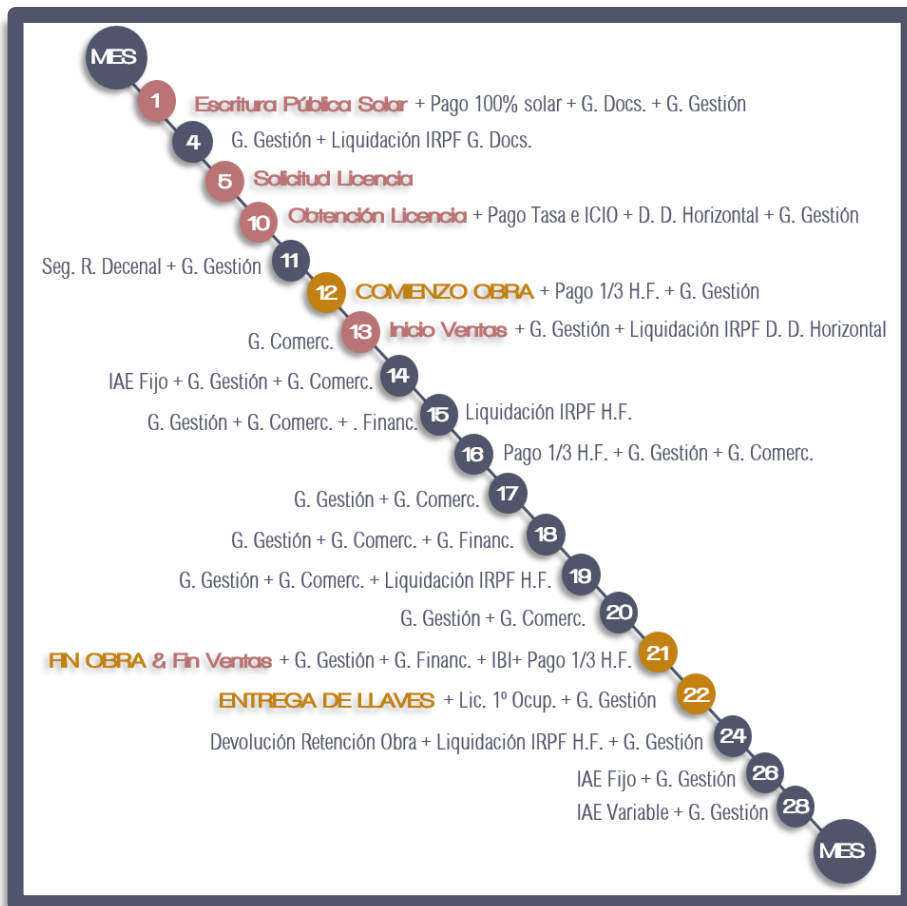 MES
1 Escritura Pública Solar + Pago 100% solar + G. Docs. + G. Gestión
4 G. Gestión + Liquidación IRPF G. Docs.
5 Solicitud Licencia
10 Obtención Licencia + Pago Tasa e ICIO + D. D. Horizontal + G. Gestión
Seg. R. Decenal + G. Gestión 11
12 COMIENZO OBRA + Pago 1/3 H.F. + G. Gestión
13 Inicio Ventas + G. Gestión + Liquidación IRPF D. D. Horizontal
G. Comerc.
IAE Fijo + G. Gestión + G. Comerc. 14
G. Gestión + G. Comerc. + . Financ. 15 Liquidación IRPF H.F.
16 Pago 1/3 H.F. + G. Gestión + G. Comerc.
G. Gestión + G. Comerc. 17
G. Gestión + G. Comerc. + G. Financ. 18
G. Gestión + G. Comerc. + Liquidación IRPF H.F. 19
G. Gestión + G. Comerc. 20
FIN OBRA & Fin Ventas + G. Gestión + G. Financ. + IBI+ Pago 1/3 H.F. 21
ENTREGA DE LLAVES + Lic. 1º Ocup. + G. Gestión 22
Devolución Retención Obra + Liquidación IRPF H.F. + G. Gestión 24
IAE Fijo + G. Gestión 26
IAE Variable + G. Gestión 28
MES